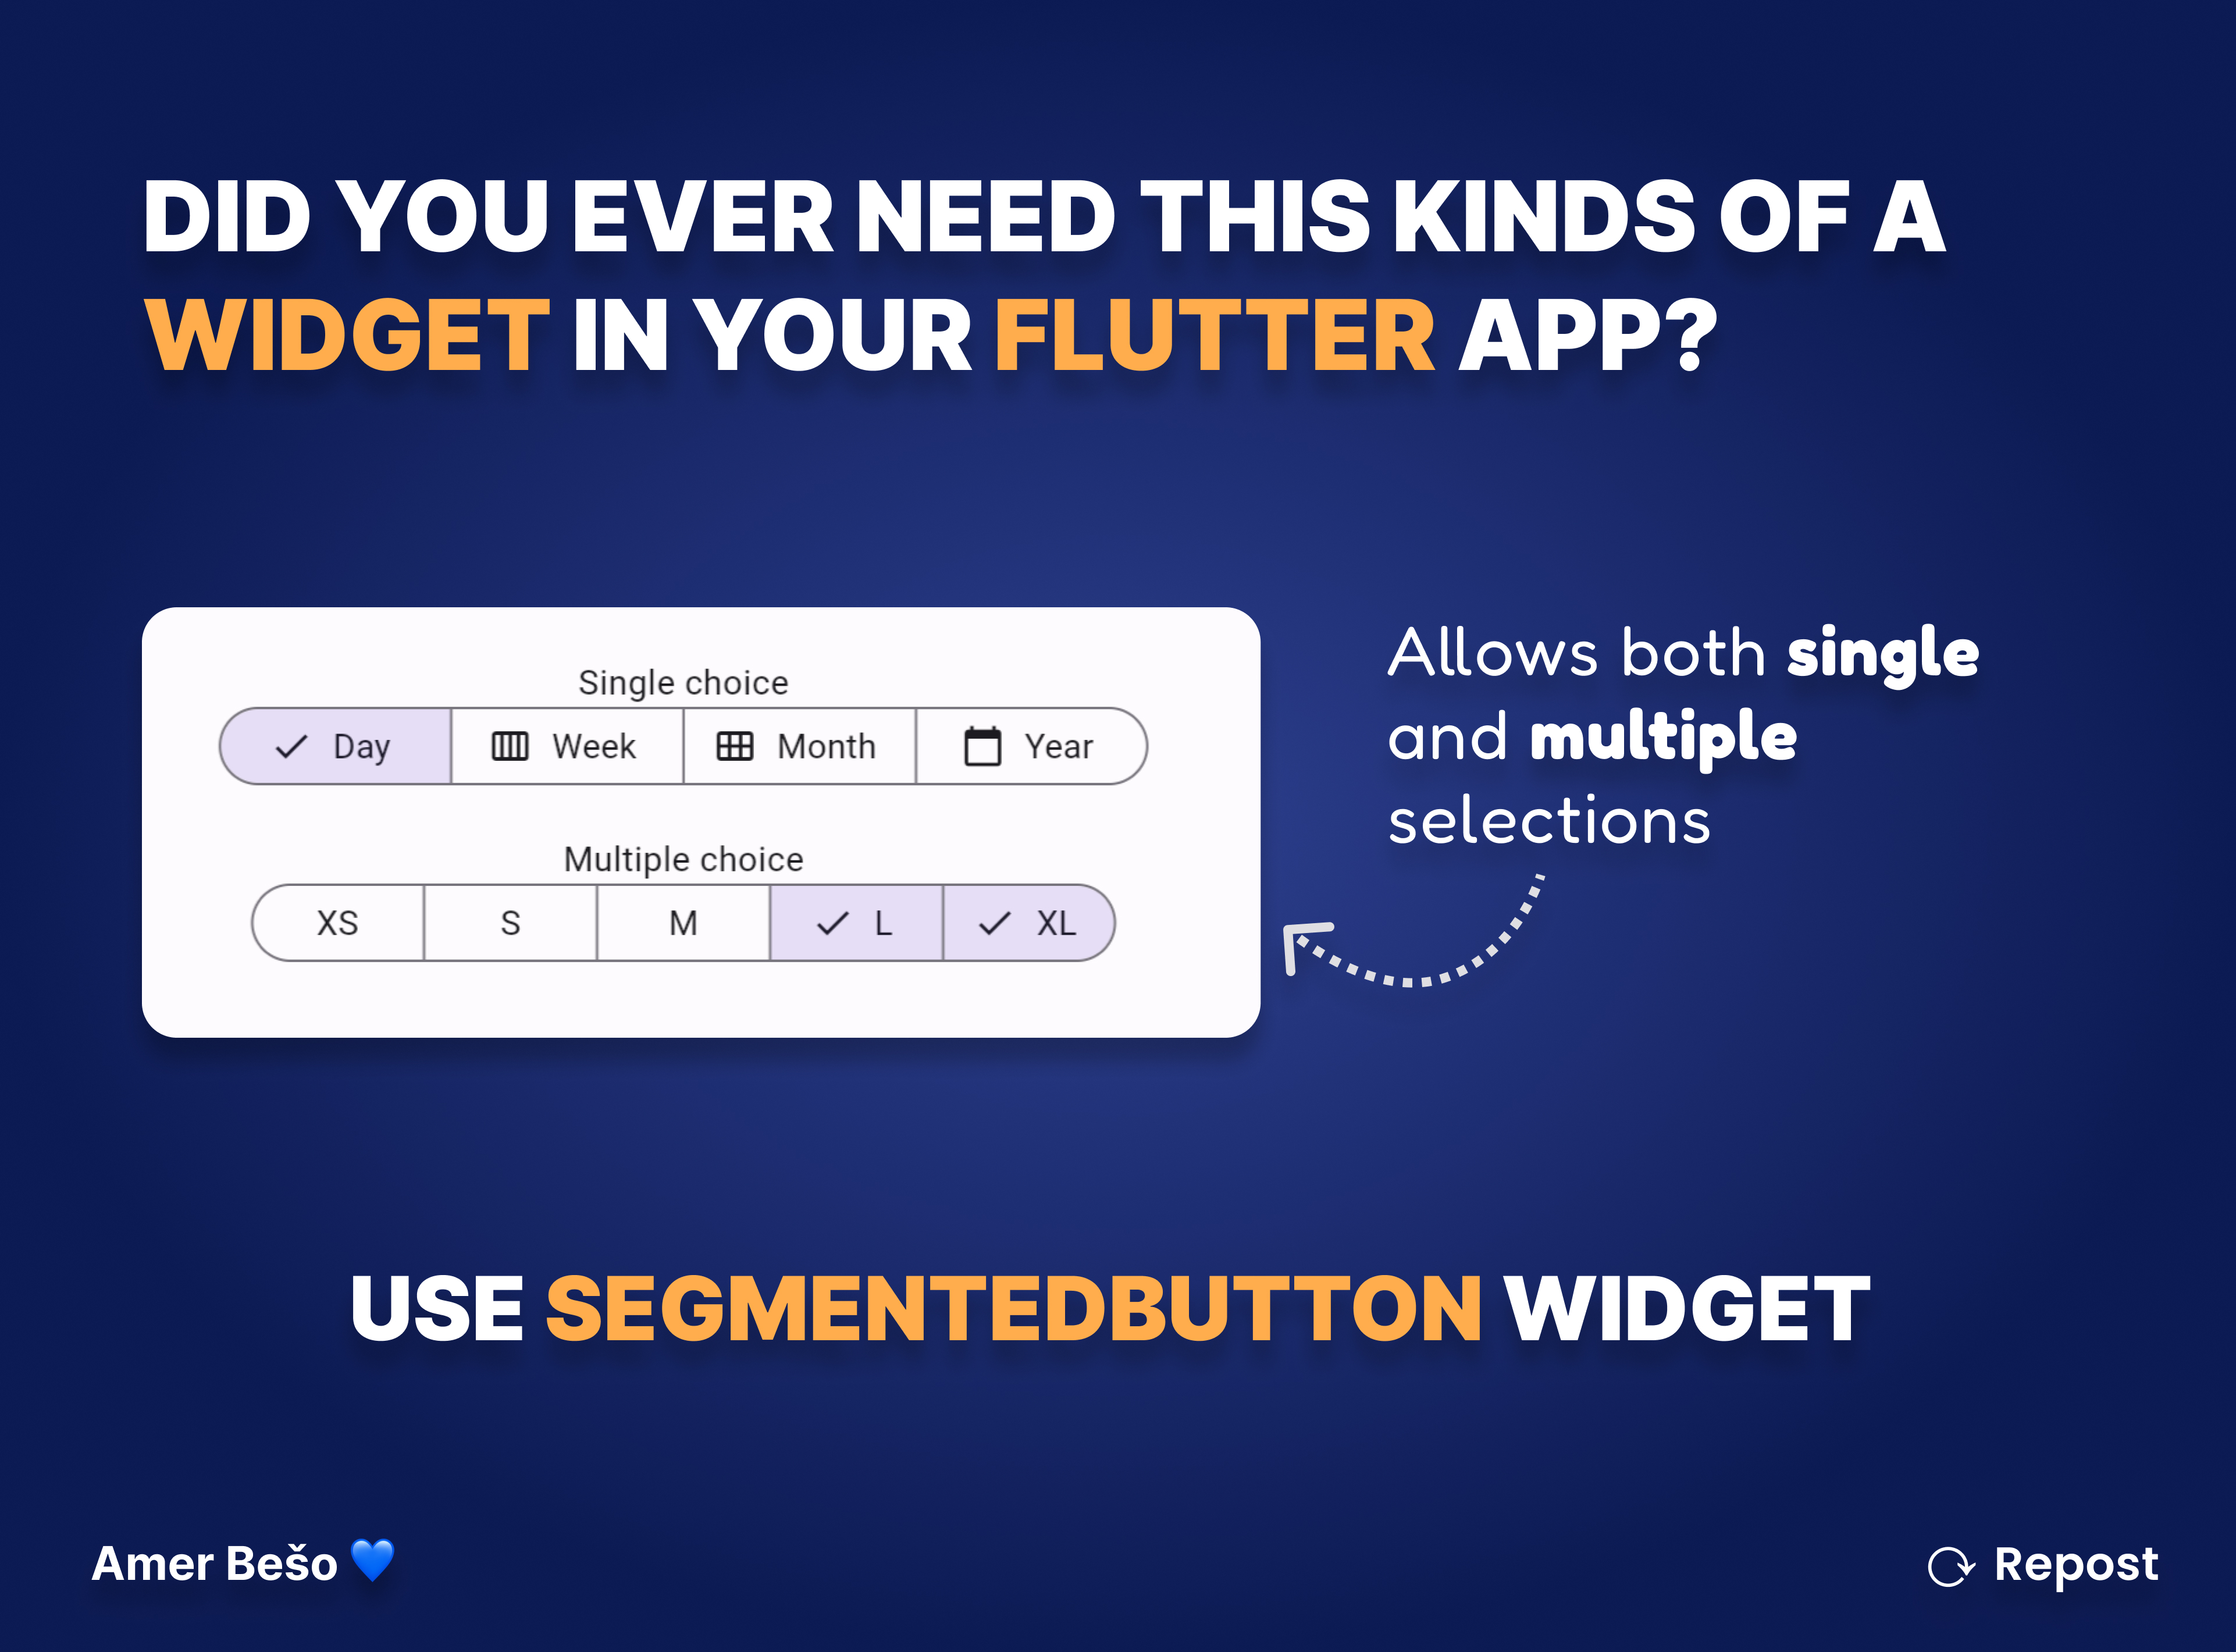 DID YOU EVER NEED THIS KINDS OF A
WIDGET IN YOUR FLUTTER APP?
Single choice
Day Week Month Year
Multiple choice
XS S M L XL
Allows both single
and multiple
selections
USE SEGMENTEDBUTTON WIDGET
Amer Bešo 💙
Repost